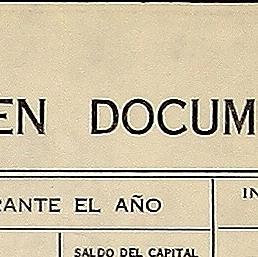 EN DOCUM
RANTE EL AÑO
IN
SALDO DEL CAPITAL